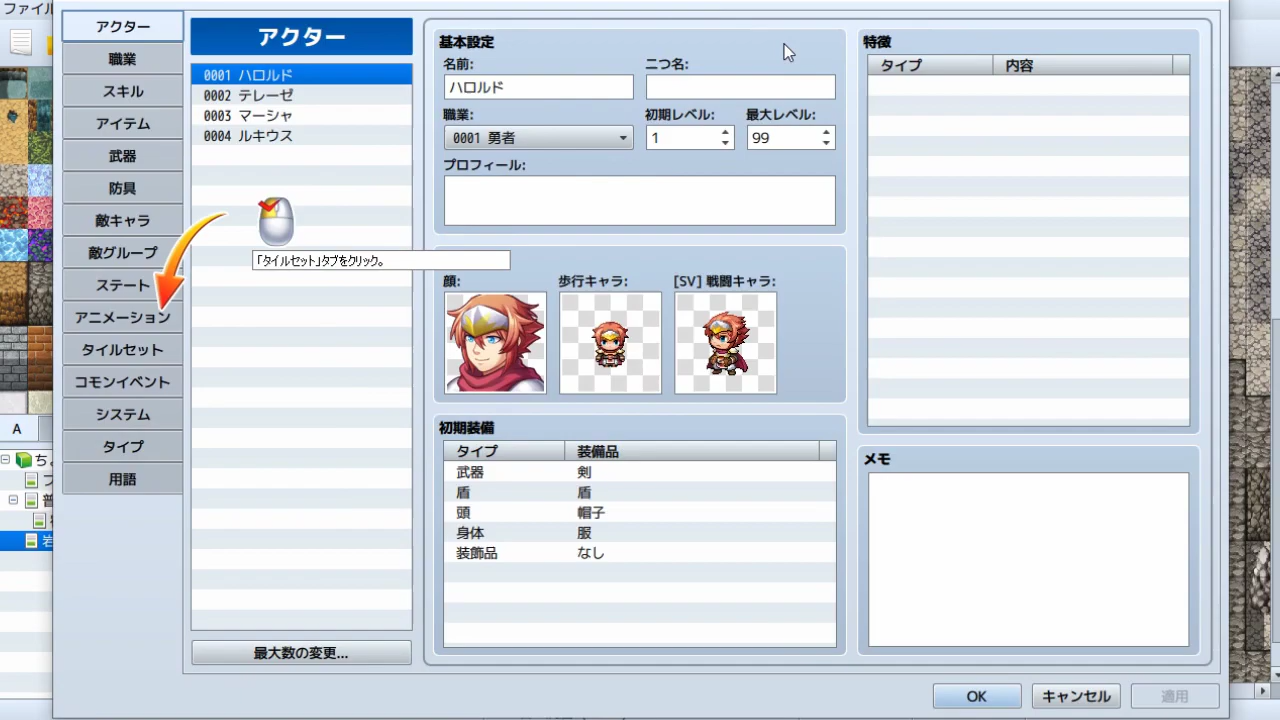 ファイル
アクター
職業
スキル
アイテム
武器
防具
敵キャラ
敵グループ
ステート
アニメーション
タイルセット
コモンイベント
システム
タイプ
用語
A
アクター
0001 ハロルド
0002 テレーゼ
0003 マーシャ
0004 ルキウス
「タイルセット」タブをクリック。
最大数の変更...
基本設定
名前:
二つ名:
ハロルド
職業:
初期レベル:
最大レベル:
0001 勇者
1
99
プロフィール:
顔:
歩行キャラ:
[SV] 戦闘キャラ:
初期装備
タイプ
装備品
武器
剣
盾
盾
頭
帽子
身体
服
装飾品
なし
特徴
タイプ
内容
メモ
OK
キャンセル
適用